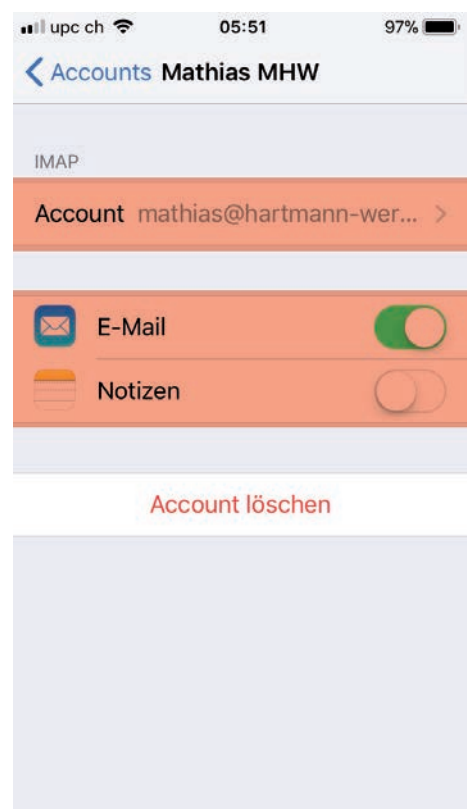 upc ch 05:51 97%
Accounts Mathias MHW
IMAP
Account mathias@hartmann-wer...
E-Mail
Notizen
Account löschen